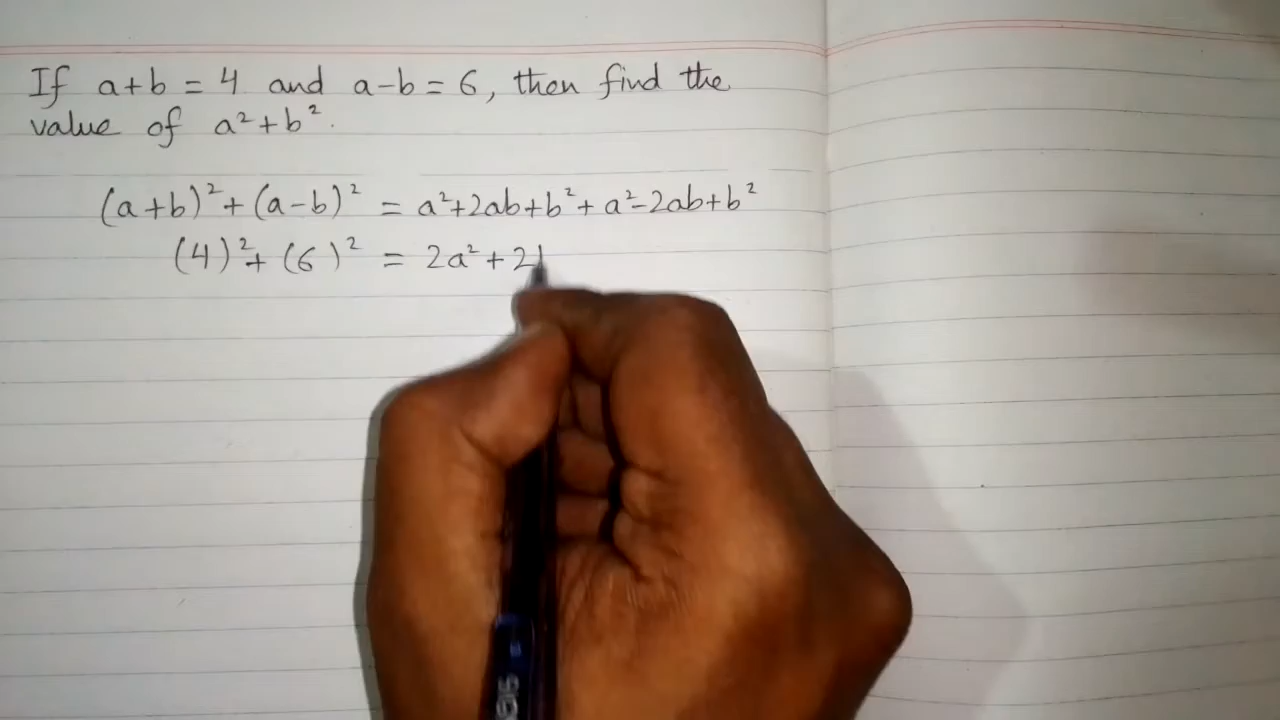 If a+b = 4 and a-b = 6, then find the
value of a²+b².
(a+b)²+(a-b)² = a²+2ab+b²+a²-2ab+b²
(4)²+(6)² = 2a²+2